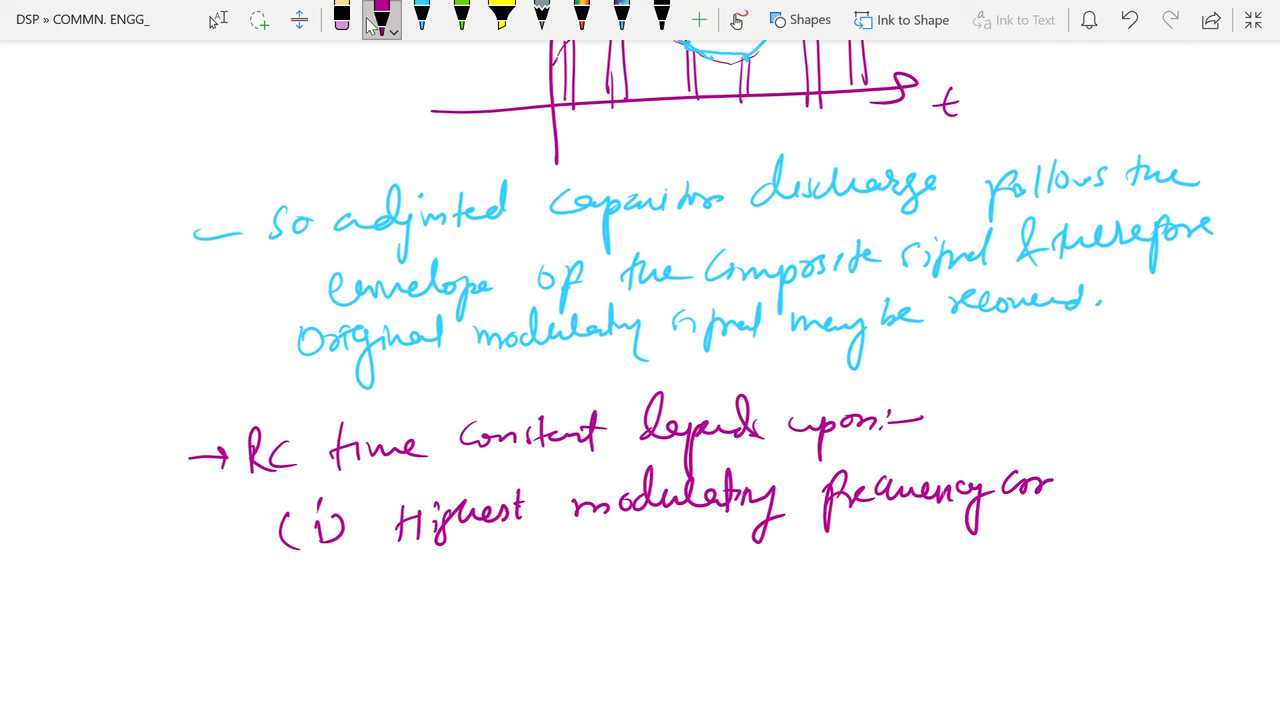 DSP » COMMN. ENGG_
Shapes
Ink to Shape
Ink to Text
t
– so adjusted capacitor discharge follows the
envelope of the composite signal & therefore
Original modulating signal may be recovered.
→ RC time constant depends upon:-
(i) Highest modulating frequency ωm